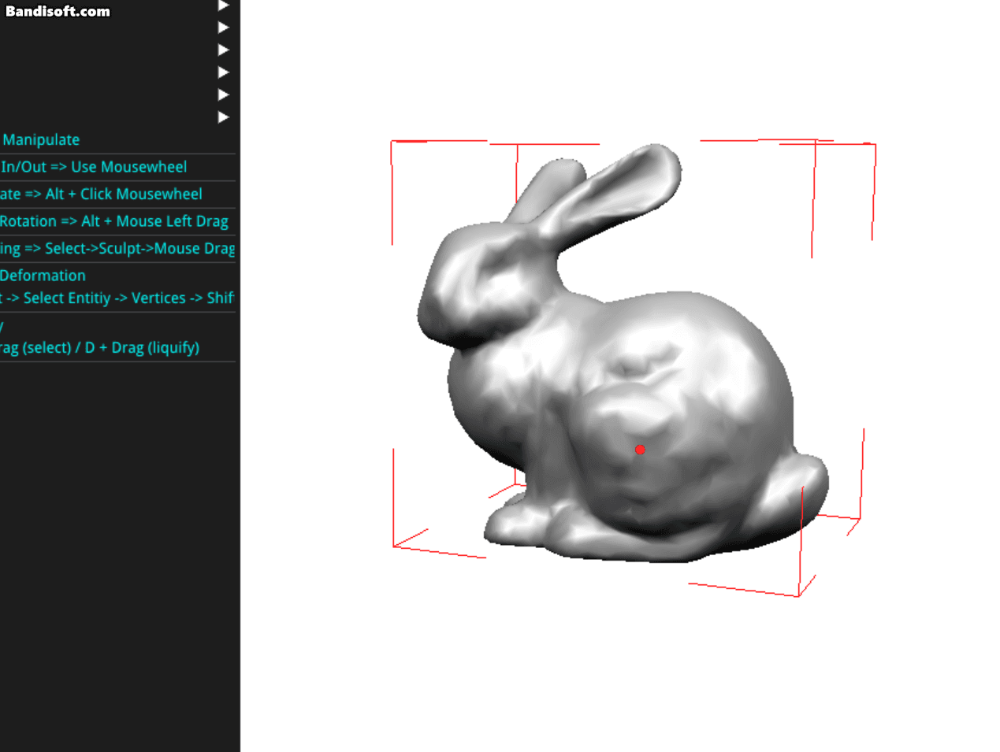 Bandisoft.com
Manipulate
In/Out => Use Mousewheel
ate => Alt + Click Mousewheel
Rotation => Alt + Mouse Left Drag
ing => Select->Sculpt->Mouse Drag
Deformation
t -> Select Entitiy -> Vertices -> Shif
/
rag (select) / D + Drag (liquify)